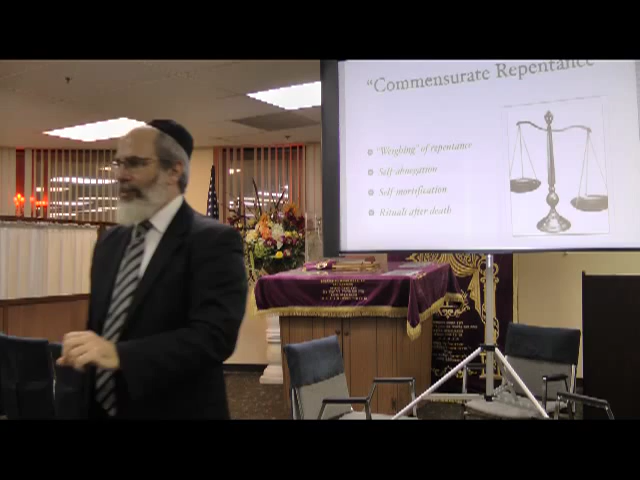 "Commensurate Repentance
"Weighing" of repentance
Self-abnegation
Self-mortification
Rituals after death